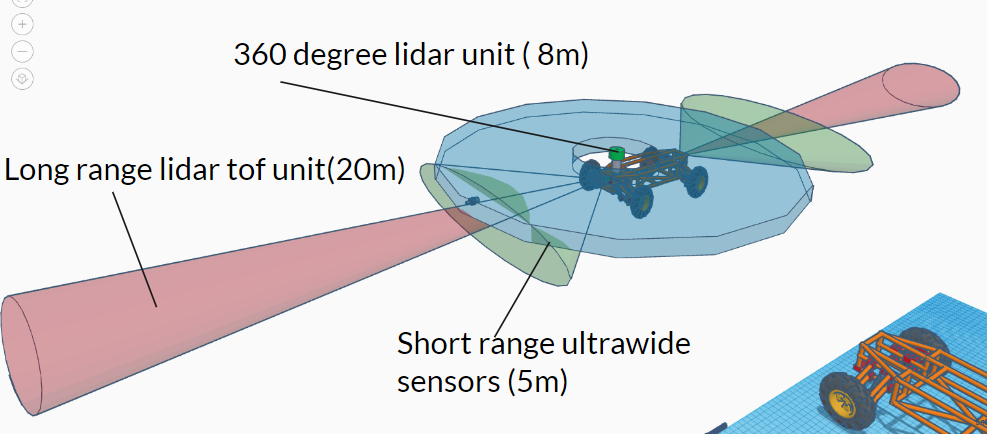 360 degree lidar unit ( 8m)
Long range lidar tof unit(20m)
Short range ultrawide
sensors (5m)